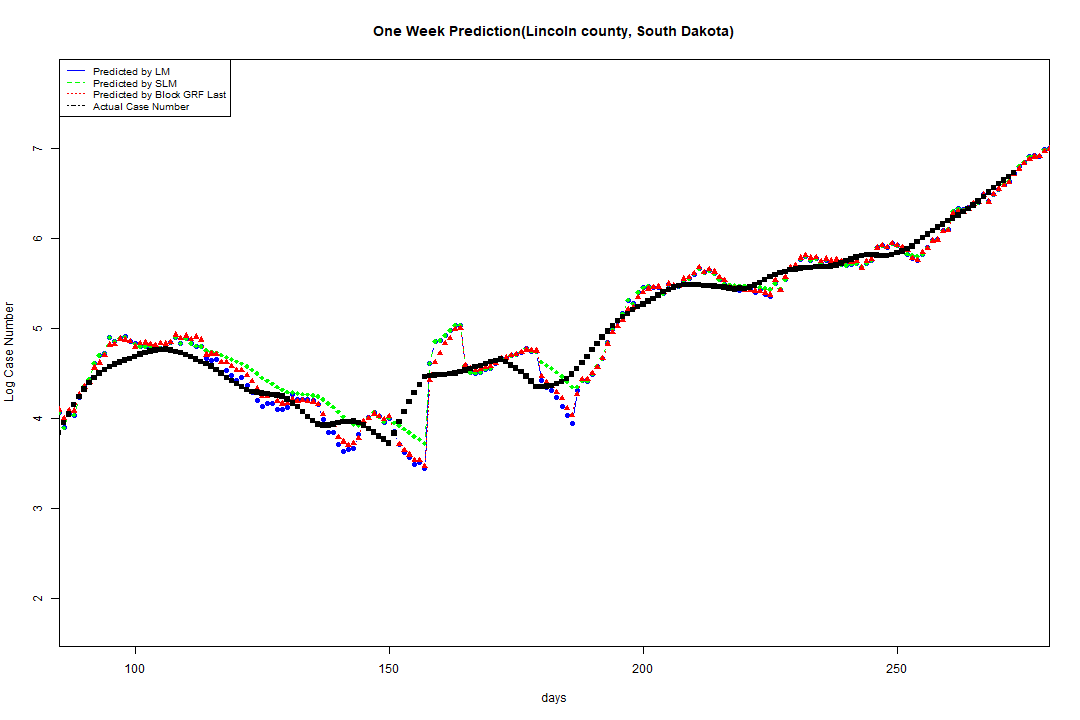 One Week Prediction(Lincoln county, South Dakota)
Predicted by LM
Predicted by SLM
Predicted by Block GRF Last
Actual Case Number
7
6
5
4
3
2
Log Case Number
100 150 200 250
days